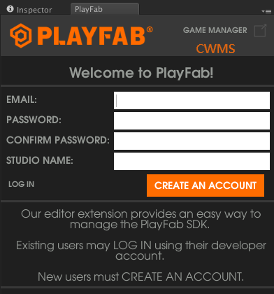 Inspector PlayFab
PLAYFAB® GAME MANAGER
CWMS
Welcome to PlayFab!
EMAIL:
PASSWORD:
CONFIRM PASSWORD:
STUDIO NAME:
LOG IN CREATE AN ACCOUNT
Our editor extension provides an easy way to
manage the PlayFab SDK.
Existing users may LOG IN using their developer
account.
New users must CREATE AN ACCOUNT.